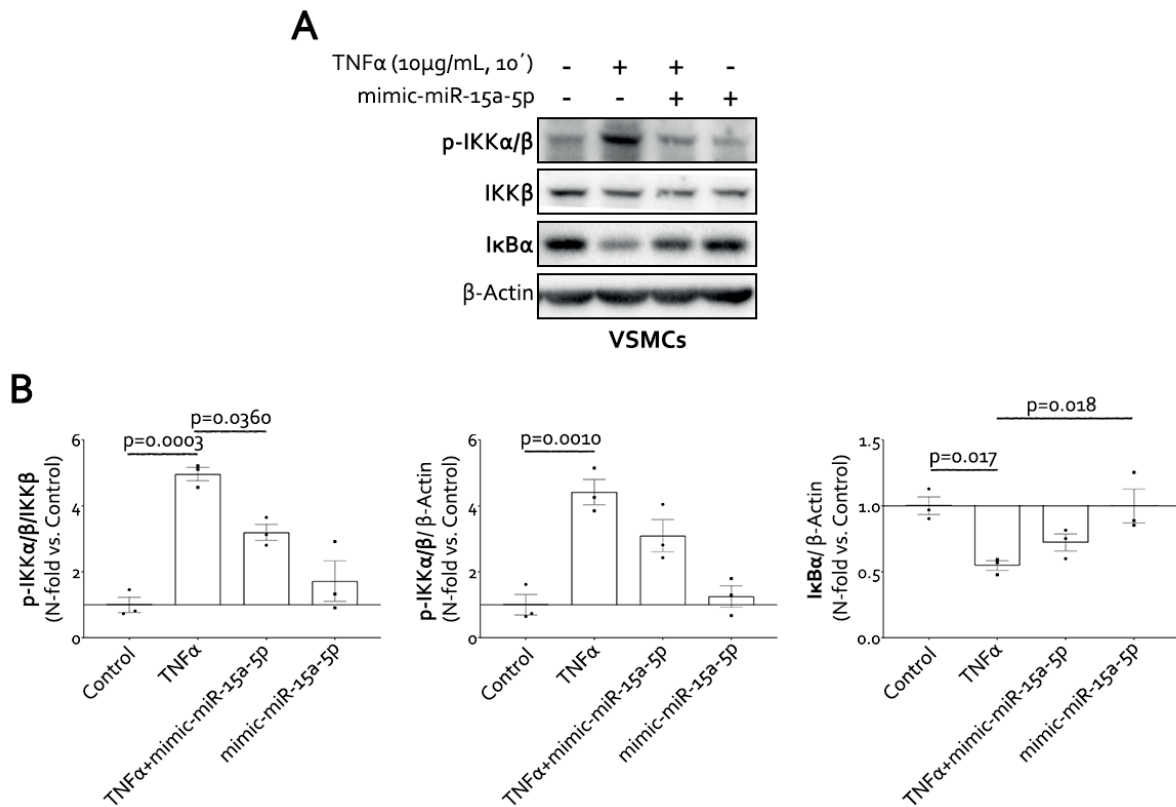 A
TNFα (10µg/mL, 10´) - + + -
mimic-miR-15a-5p - - + +
p-IKKα/β
IKKβ
IκBα
β-Actin
VSMCs
B
p-IKKα/β/IKKβ
(N-fold vs. Control)
6
4
2
0
p=0.0003
p=0.0360
Control
TNFα
TNFα+mimic-miR-15a-5p
mimic-miR-15a-5p
p-IKKα/β/ β-Actin
(N-fold vs. Control)
6
4
2
0
p=0.0010
Control
TNFα
TNFα+mimic-miR-15a-5p
mimic-miR-15a-5p
IκBα/ β-Actin
(N-fold vs. Control)
1.5
1.0
0.5
0.0
p=0.017
p=0.018
Control
TNFα
TNFα+mimic-miR-15a-5p
mimic-miR-15a-5p